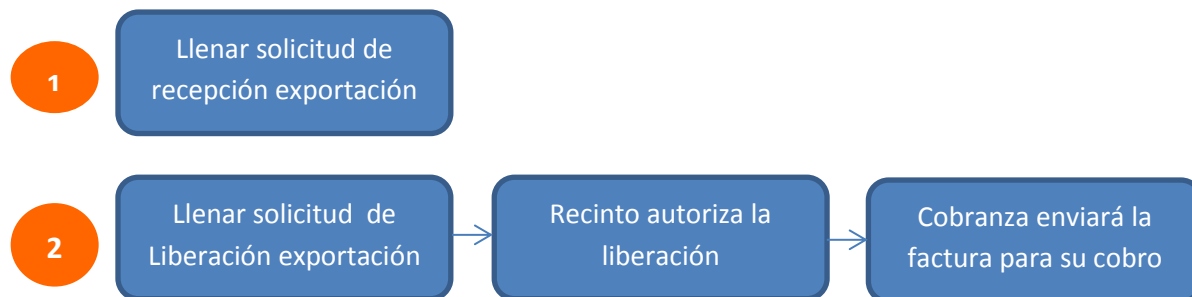 1
Llenar solicitud de
recepción exportación
2
Llenar solicitud de
Liberación exportación
Recinto autoriza la
liberación
Cobranza enviará la
factura para su cobro